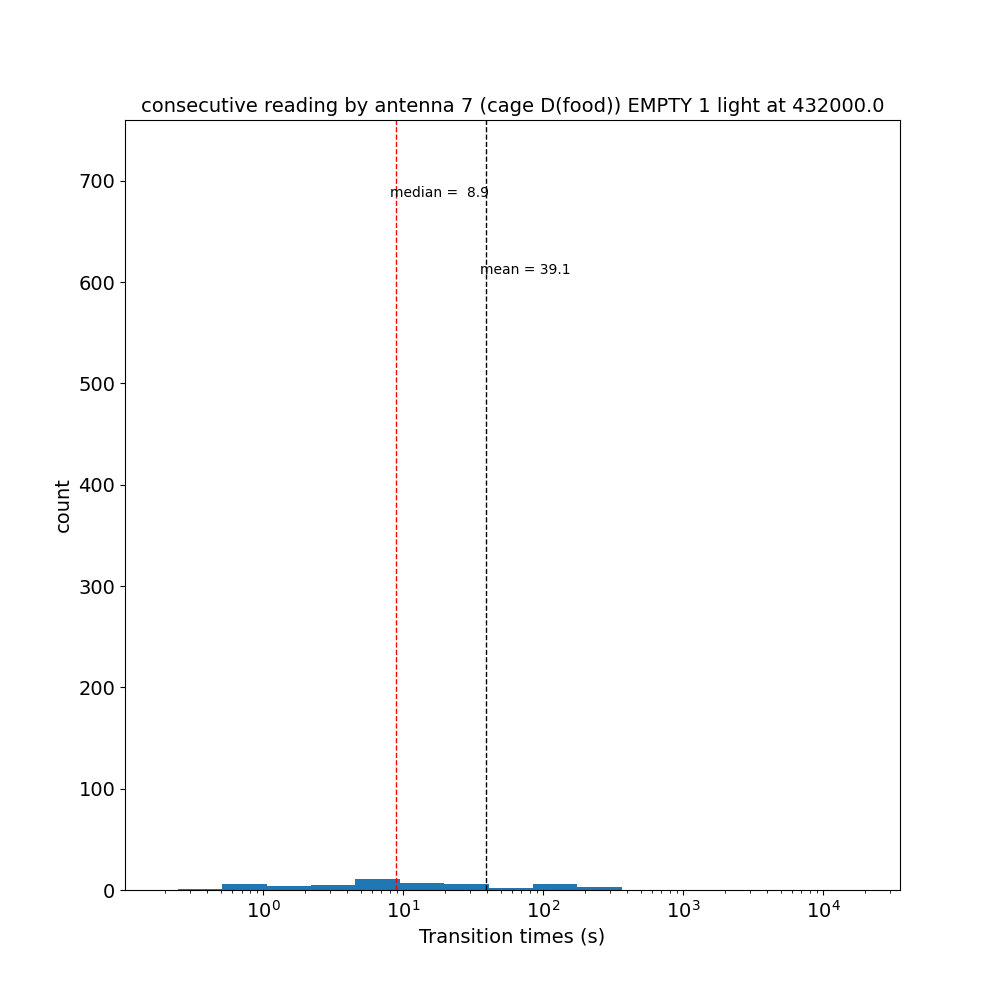 consecutive reading by antenna 7 (cage D(food)) EMPTY 1 light at 432000.0
median =  8.9
mean = 39.1
count
700
600
500
400
300
200
100
0
10⁰ 10¹ 10² 10³ 10⁴
Transition times (s)